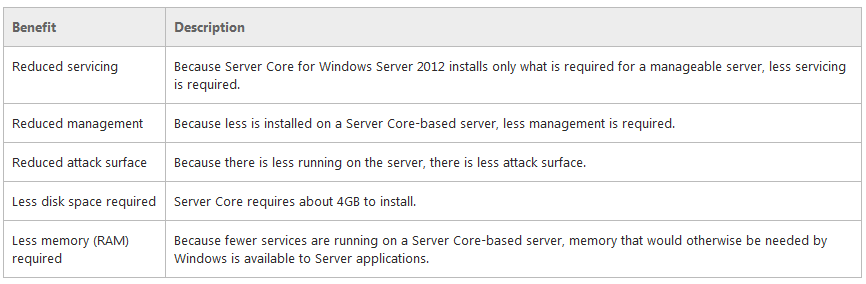 Benefit Description
Reduced servicing Because Server Core for Windows Server 2012 installs only what is required for a manageable server, less servicing
is required.
Reduced management Because less is installed on a Server Core-based server, less management is required.
Reduced attack surface Because there is less running on the server, there is less attack surface.
Less disk space required Server Core requires about 4GB to install.
Less memory (RAM) Because fewer services are running on a Server Core-based server, memory that would otherwise be needed by
required Windows is available to Server applications.